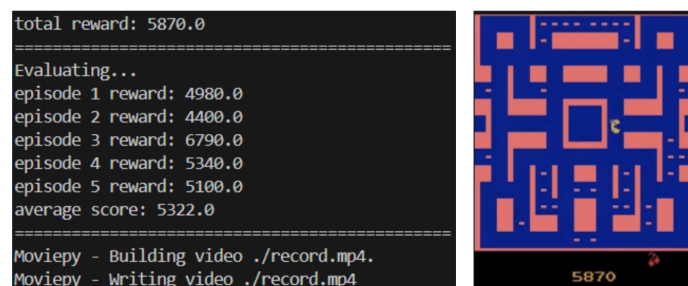 total reward: 5870.0
=============================================
Evaluating...
episode 1 reward: 4980.0
episode 2 reward: 4400.0
episode 3 reward: 6790.0
episode 4 reward: 5340.0
episode 5 reward: 5100.0
average score: 5322.0
=============================================
Moviepy - Building video ./record.mp4.
Moviepy - Writing video ./record.mp4
5870